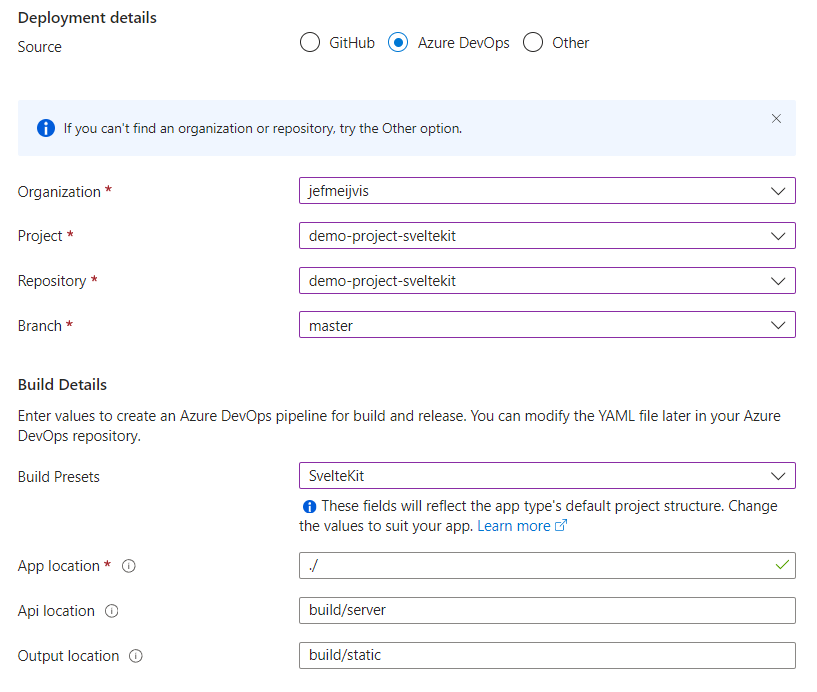 Deployment details
Source
GitHub Azure DevOps Other
If you can't find an organization or repository, try the Other option.
Organization * jefmeijvis
Project * demo-project-sveltekit
Repository * demo-project-sveltekit
Branch * master
Build Details
Enter values to create an Azure DevOps pipeline for build and release. You can modify the YAML file later in your Azure
DevOps repository.
Build Presets SvelteKit
These fields will reflect the app type's default project structure. Change
the values to suit your app. Learn more
App location * ./
Api location build/server
Output location build/static